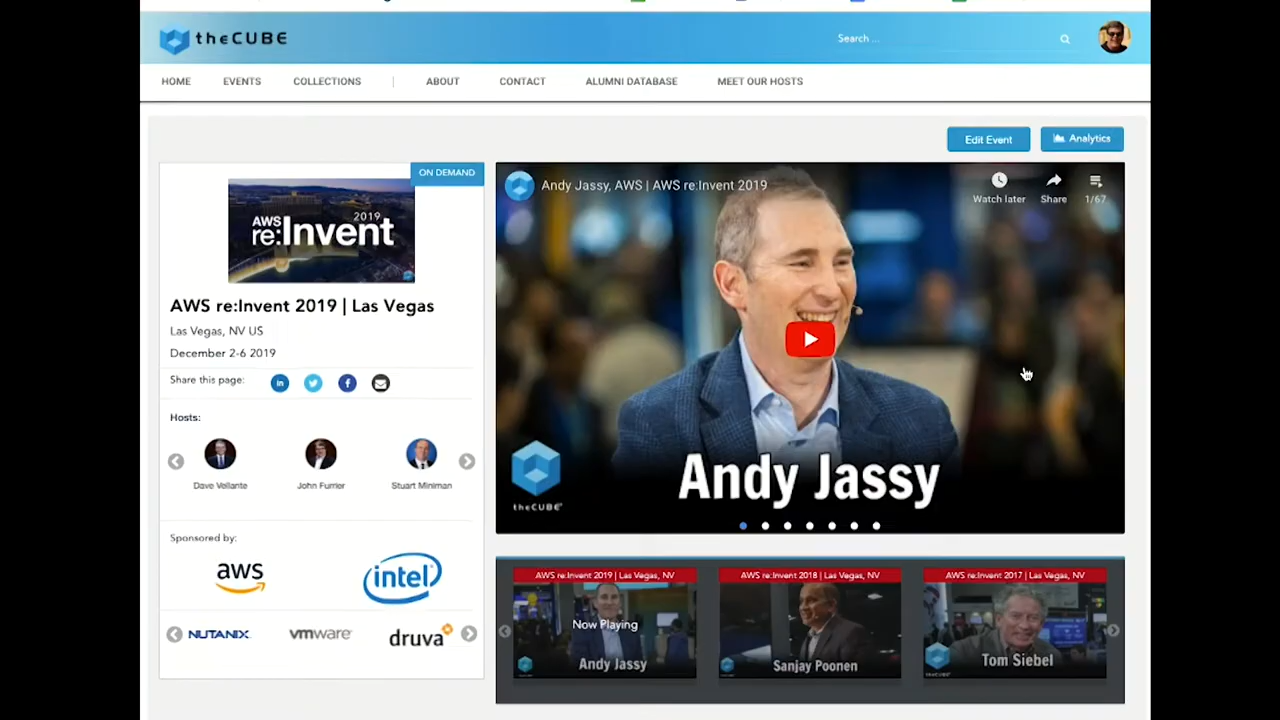 theCUBE
Search ...
HOME
EVENTS
COLLECTIONS
ABOUT
CONTACT
ALUMNI DATABASE
MEET OUR HOSTS
Edit Event
Analytics
ON DEMAND
AWS
re:Invent
2019
AWS re:Invent 2019 | Las Vegas
Las Vegas, NV US
December 2-6 2019
Share this page:
in
f
Hosts:
Dave Vellante
John Furrier
Stuart Miniman
Sponsored by:
aws
intel
NUTANIX
vmware
druva
Andy Jassy, AWS | AWS re:Invent 2019
Watch later
Share
1/67
Andy Jassy
theCUBE
AWS re:Invent 2019 | Las Vegas, NV
Now Playing
Andy Jassy
AWS re:Invent 2018 | Las Vegas, NV
Sanjay Poonen
AWS re:Invent 2017 | Las Vegas, NV
Tom Siebel
theCUBE